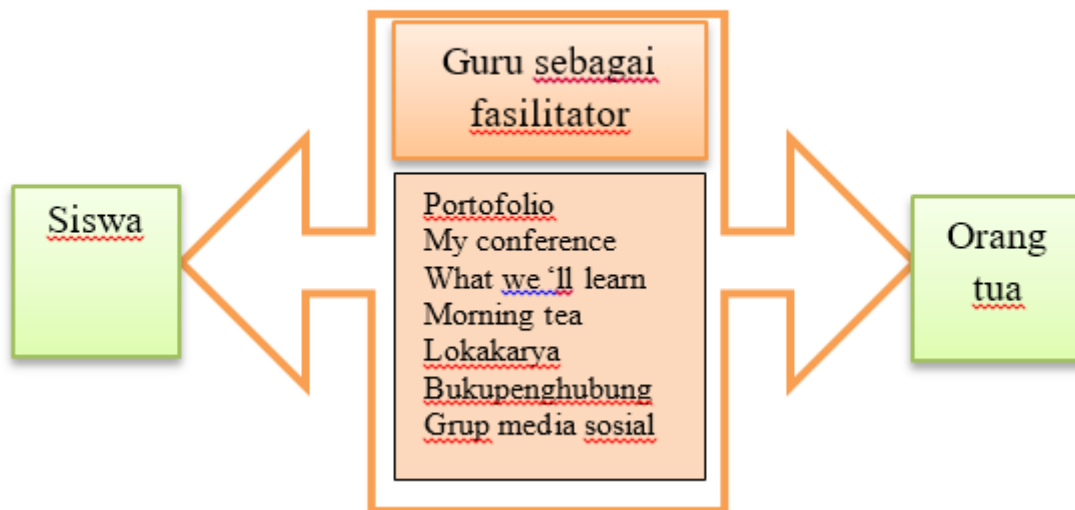 Guru sebagai
fasilitator
Siswa
Portofolio
My conference
What we ‘ll learn
Morning tea
Lokakarya
Bukupenghubung
Grup media sosial
Orang
tua